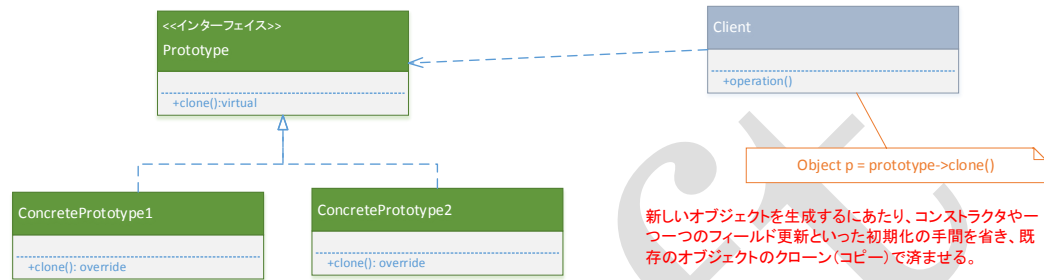 <<インターフェイス>>
Prototype
+clone():virtual
Client
+operation()
Object p = prototype->clone()
ConcretePrototype1
+clone(): override
ConcretePrototype2
+clone(): override
新しいオブジェクトを生成するにあたり、コンストラクタや一
つ一つのフィールド更新といった初期化の手間を省き、既
存のオブジェクトのクローン(コピー)で済ませる。